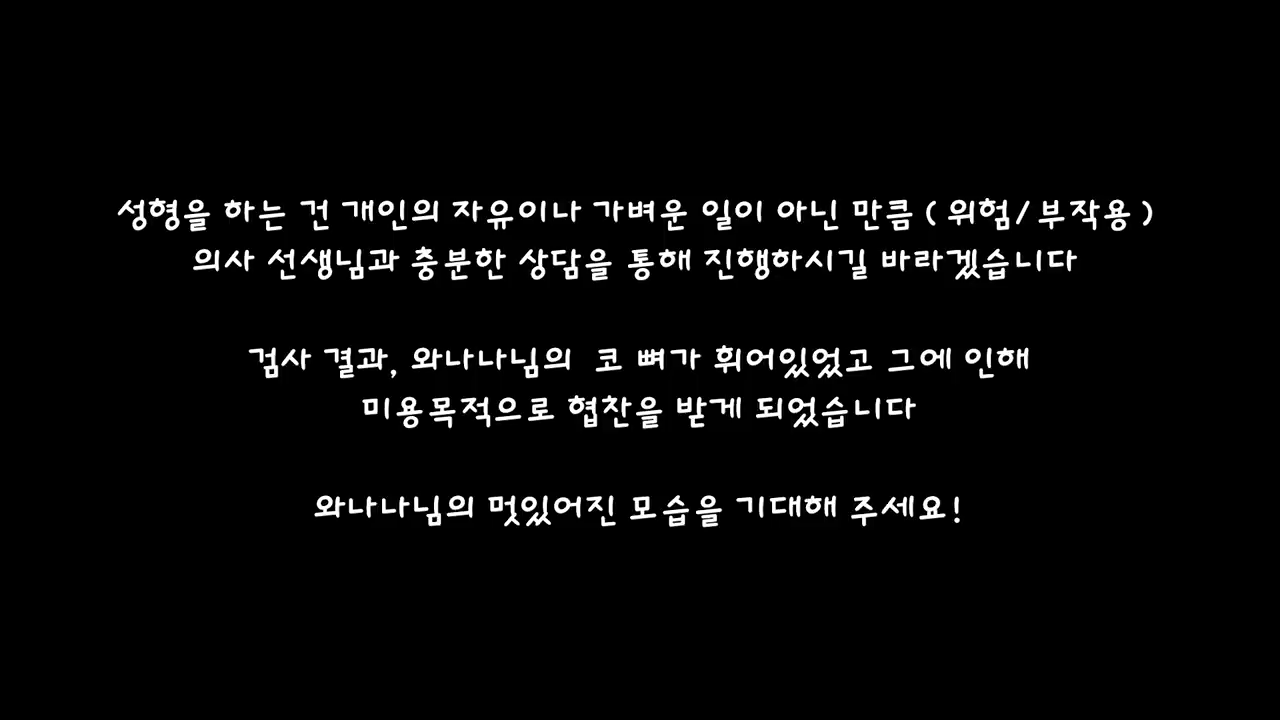 성형을 하는 건 개인의 자유이나 가벼운 일이 아닌 만큼 ( 위험/부작용 )
의사 선생님과 충분한 상담을 통해 진행하시길 바라겠습니다
검사 결과, 와나나님의 코 뼈가 휘어있었고 그에 인해
미용목적으로 협찬을 받게 되었습니다
와나나님의 멋있어진 모습을 기대해 주세요!